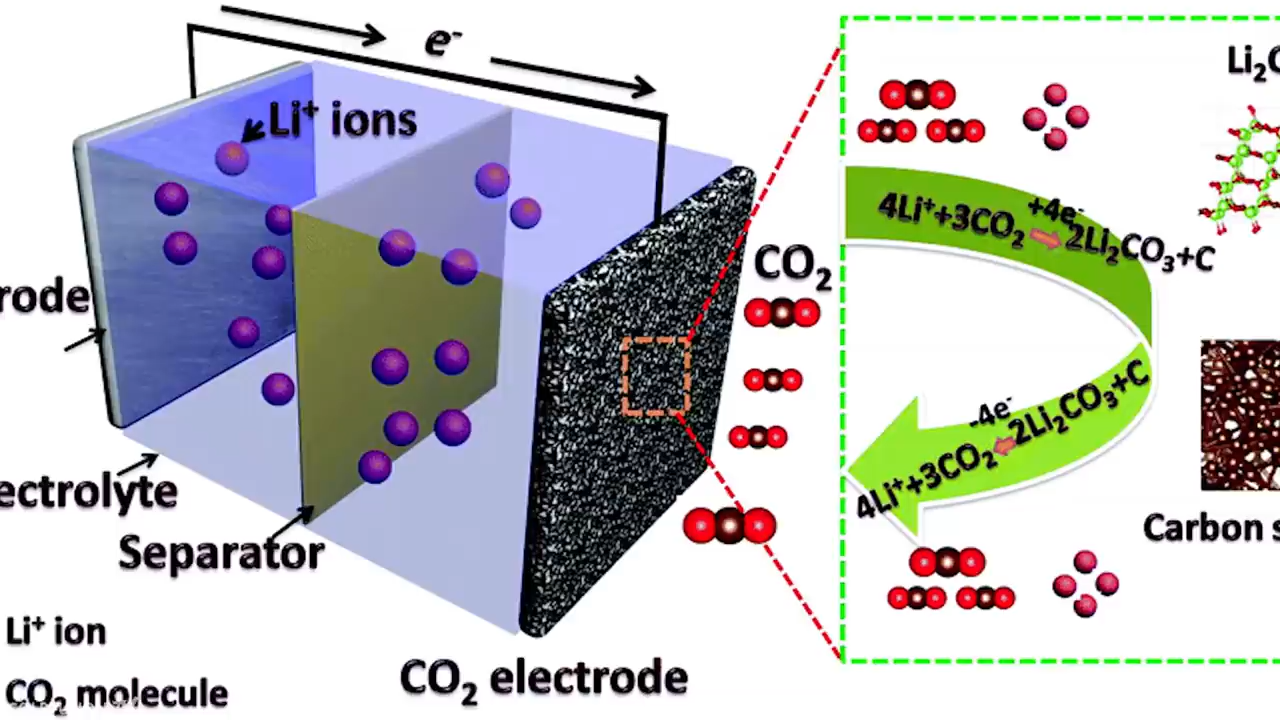 e⁻
Li⁺ ions
rode
ectrolyte
Separator
Li⁺ ion
CO₂ molecule
CO₂ electrode
CO₂
Li₂C
4Li⁺+3CO₂ +4e⁻ 2Li₂CO₃+C
4Li⁺+3CO₂ -4e⁻ 2Li₂CO₃+C
Carbon s